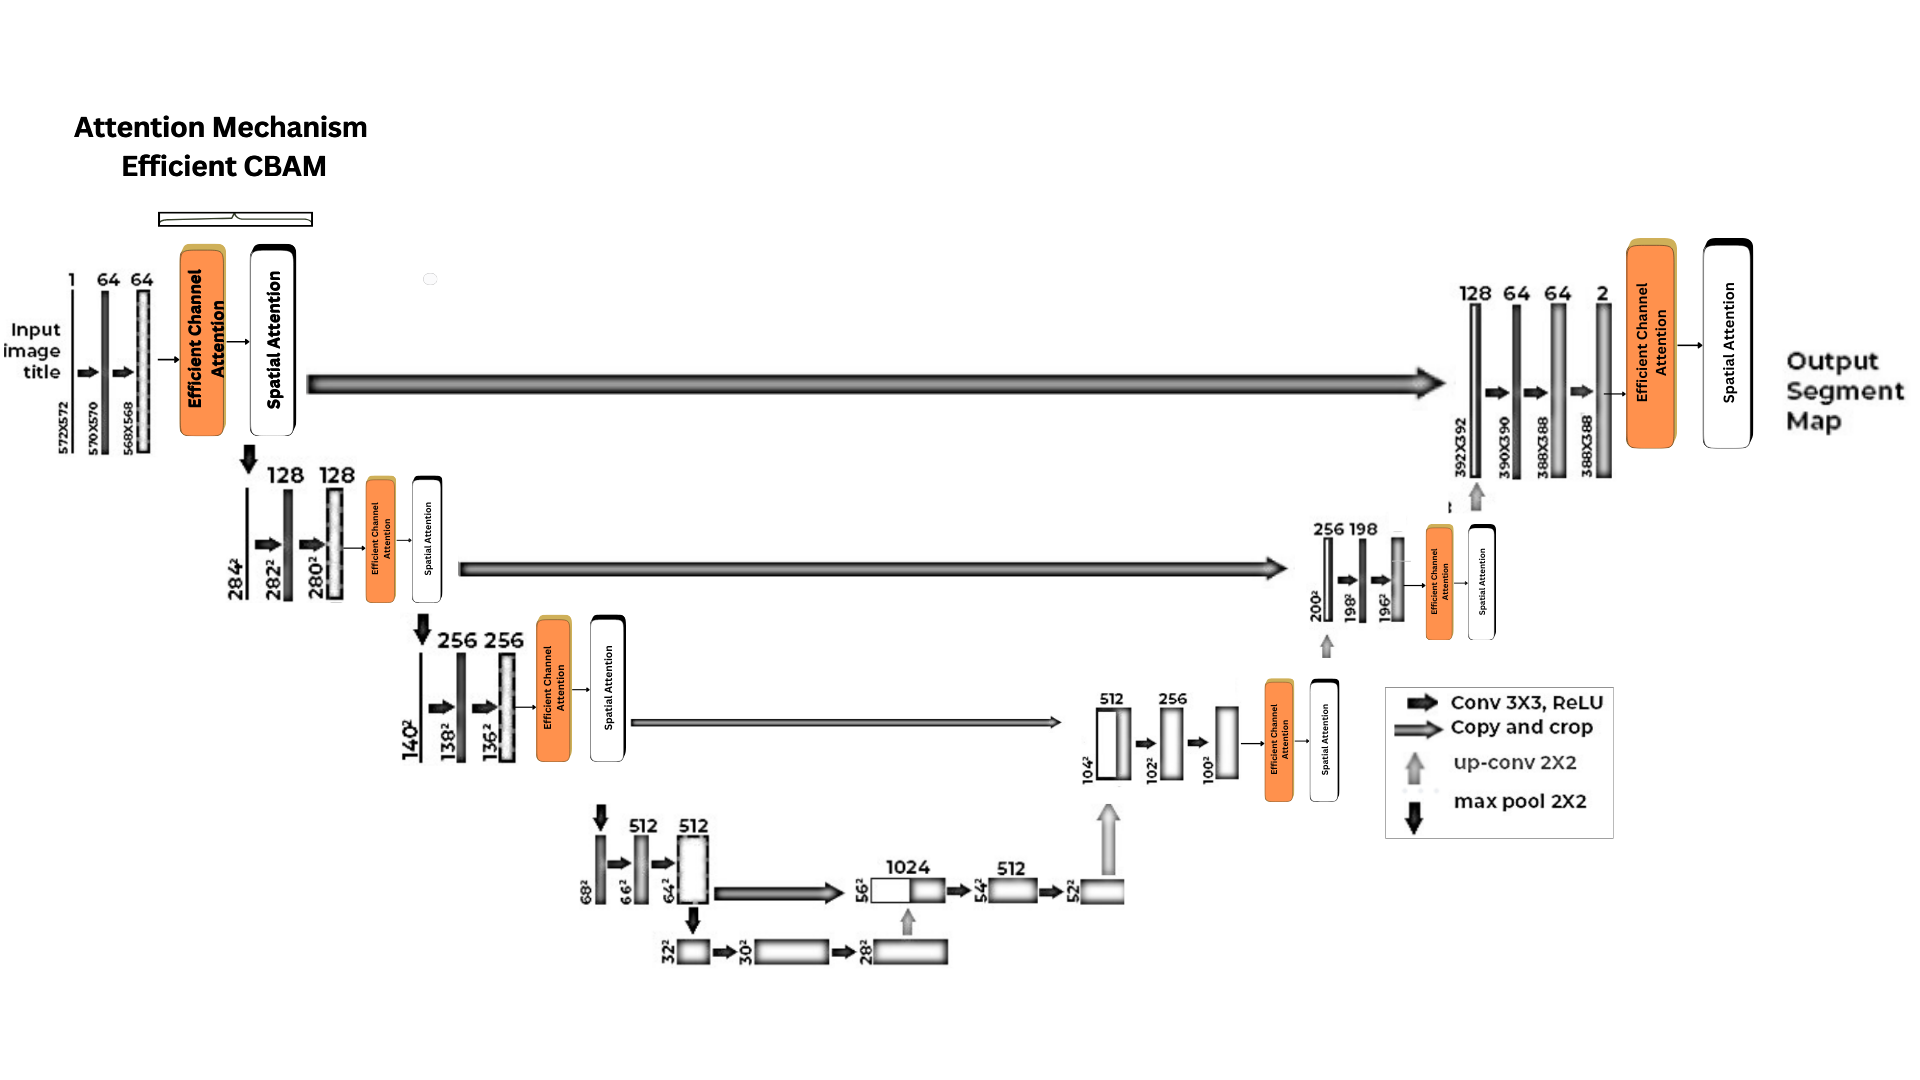 Attention Mechanism
Efficient CBAM
1 64 64
Input
image
title
572X572
570X570
568X568
Efficient Channel
Attention
Spatial Attention
128 64 64 2
392X392
390X390
388X388
388X388
Efficient Channel
Attention
Spatial Attention
Output
Segment
Map
128 128
284²
282²
280²
Efficient Channel
Attention
Spatial Attention
256 198
200²
198²
196²
Efficient Channel
Attention
Spatial Attention
256 256
140²
138²
136²
Efficient Channel
Attention
Spatial Attention
512 256
104²
102²
100²
Efficient Channel
Attention
Spatial Attention
Conv 3X3, ReLU
Copy and crop
up-conv 2X2
max pool 2X2
512 512
68²
66²
64²
1024
512
56²
54²
52²
32²
30²
28²